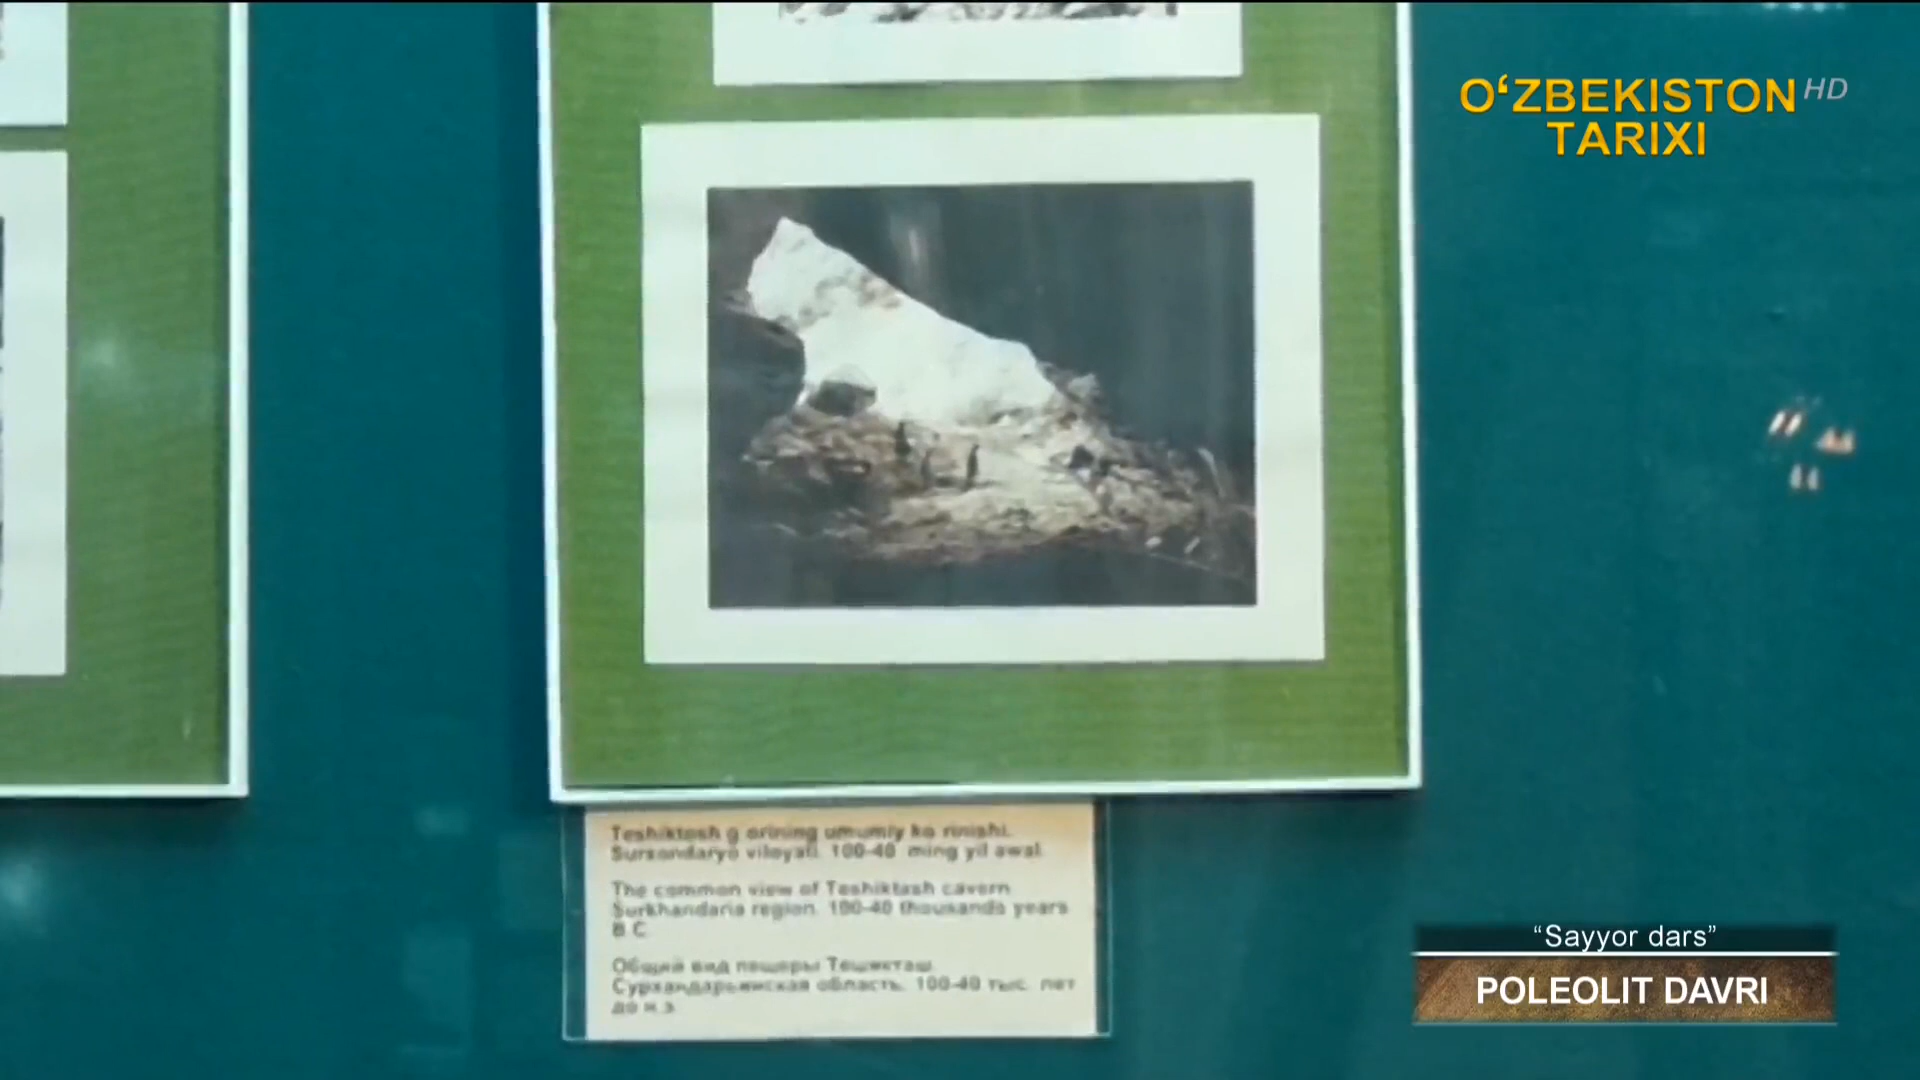 O‘ZBEKISTON HD
TARIXI
Teshiktosh g orining umumiy ko rinishi.
Surxondaryo viloyati. 100-40 ming yil awal.
The common view of Teshiktash cavern
Surkhandaria region. 100-40 thousands years
B.C.
Общий вид пещеры Тешикташ.
Сурхандарьинская область. 100-40 тыс. лет
до н.э.
“Sayyor dars”
POLEOLIT DAVRI